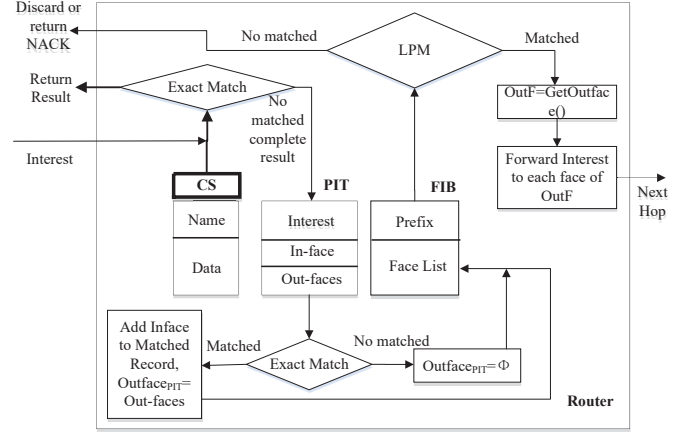 Discard or
return
NACK
No matched
LPM
Matched
Return
Result
Exact Match
No
matched
complete
result
OutF=GetOutfac
e()
Interest
Forward Interest
to each face of
OutF
Next
Hop
CS
PIT
FIB
Name
Data
Interest
In-face
Out-faces
Prefix
Face List
Add Inface
to Matched
Record,
OutfacePIT=
Out-faces
Matched
Exact Match
No matched
OutfacePIT=Φ
Router